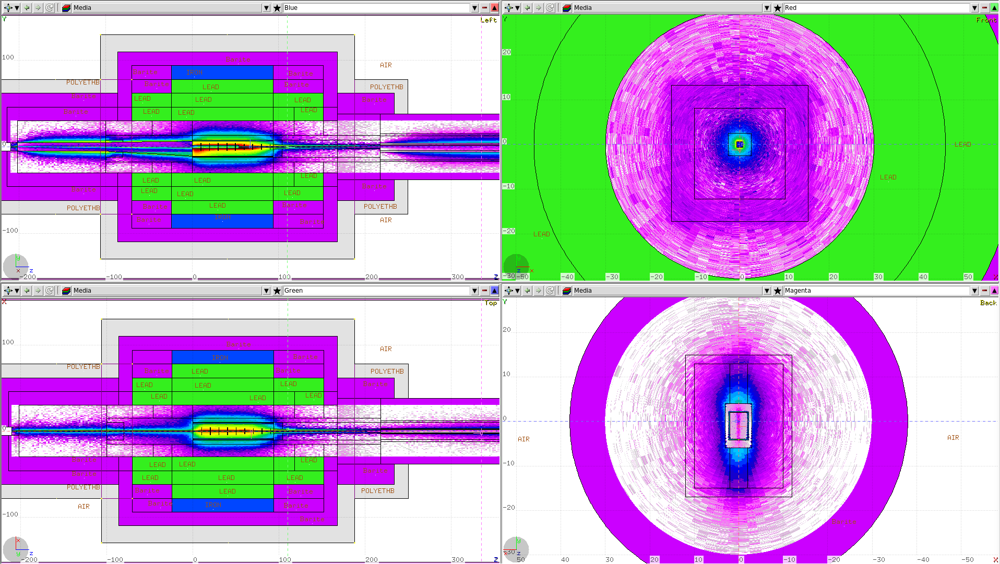 Media Blue
Y Left
100
AIR
IRON
POLYETHB LEAD POLYETHB
LEAD LEAD LEAD
LEAD LEAD LEAD
0
LEAD LEAD LEAD
LEAD LEAD LEAD
POLYETHB LEAD POLYETHB
IRON AIR
-100
y
x z
-200 -100 0 100 200 300 Z
Media Red
Y Front
20
10
0 LEAD
LEAD
-10
-20 LEAD
y
z x
-30 -50 -40 -30 -20 -10 0 10 20 30 40 50 X
Media Green
X Top
100
AIR
IRON
POLYETHB LEAD POLYETHB
LEAD LEAD LEAD
LEAD LEAD LEAD
0
LEAD LEAD LEAD
LEAD LEAD LEAD
POLYETHB LEAD POLYETHB
AIR IRON
-100
x
y z
-200 -100 0 100 200 300 Z
Media Magenta
Y Back
20
10
0
AIR AIR
-10
-20
y
x z
-30 50 40 30 20 10 0 -10 -20 -30 -40 -50 X